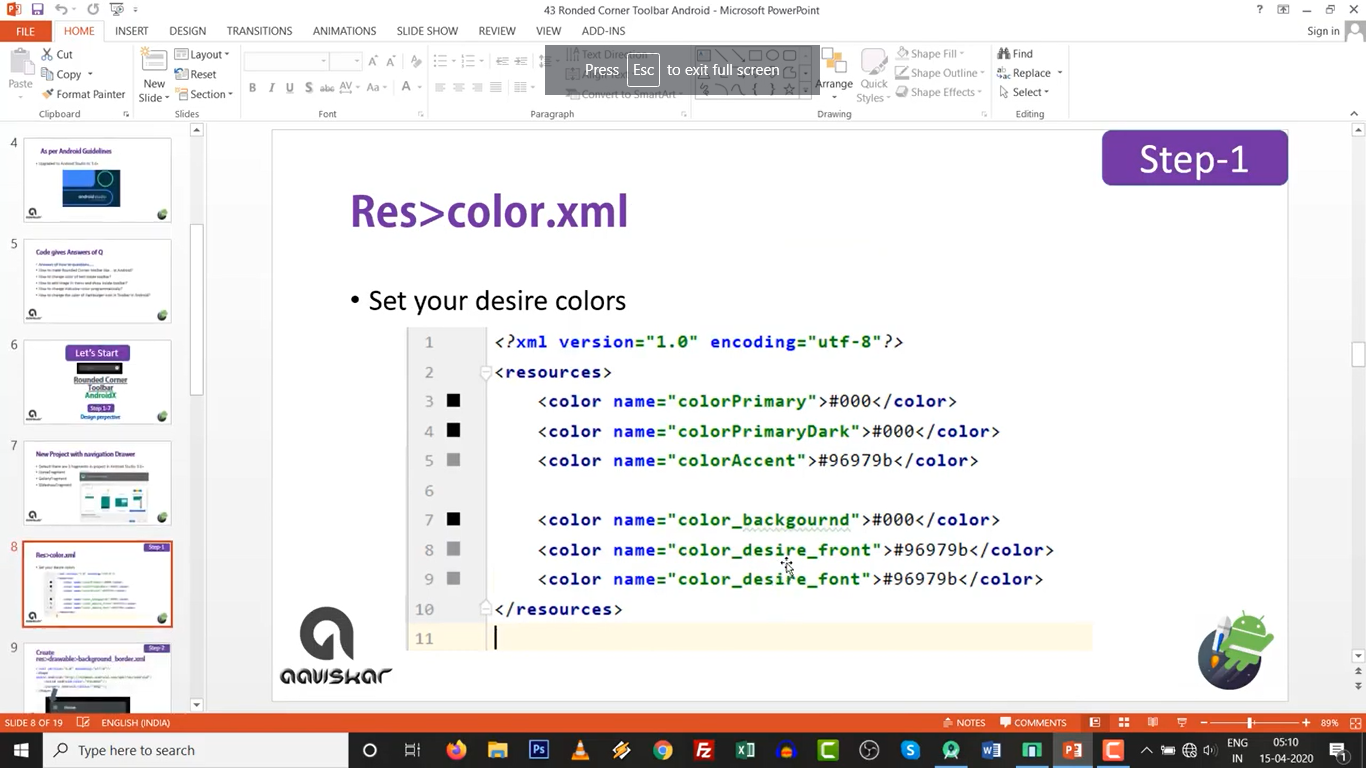 43 Ronded Corner Toolbar Android - Microsoft PowerPoint
FILE HOME INSERT DESIGN TRANSITIONS ANIMATIONS SLIDE SHOW REVIEW VIEW ADD-INS Sign in
Paste
Cut
Copy
Format Painter
Clipboard
New Slide
Layout
Reset
Section
Slides
Font
Text Direction
Convert to SmartArt
Paragraph
Press Esc to exit full screen
Arrange
Quick Styles
Shape Fill
Shape Outline
Shape Effects
Drawing
Find
Replace
Select
Editing
4
As per Android Guidelines
5
Code gives Answers of Q
6
Let's Start
Rounded Corner
Toolbar
AndroidX
Step 1-7
Design perpective
7
New Project with navigation Drawer
8
Step-1
Res>color.xml
9
Step-2
Create
res>drawable>background_border.xml
Step-1
Res>color.xml
• Set your desire colors
1 <?xml version="1.0" encoding="utf-8"?>
2 <resources>
3 <color name="colorPrimary">#000</color>
4 <color name="colorPrimaryDark">#000</color>
5 <color name="colorAccent">#96979b</color>
6
7 <color name="color_backgournd">#000</color>
8 <color name="color_desire_front">#96979b</color>
9 <color name="color_desire_font">#96979b</color>
10 </resources>
11
aavıskar
SLIDE 8 OF 19 ENGLISH (INDIA) NOTES COMMENTS 89%
Type here to search
ENG
IN
05:10
15-04-2020